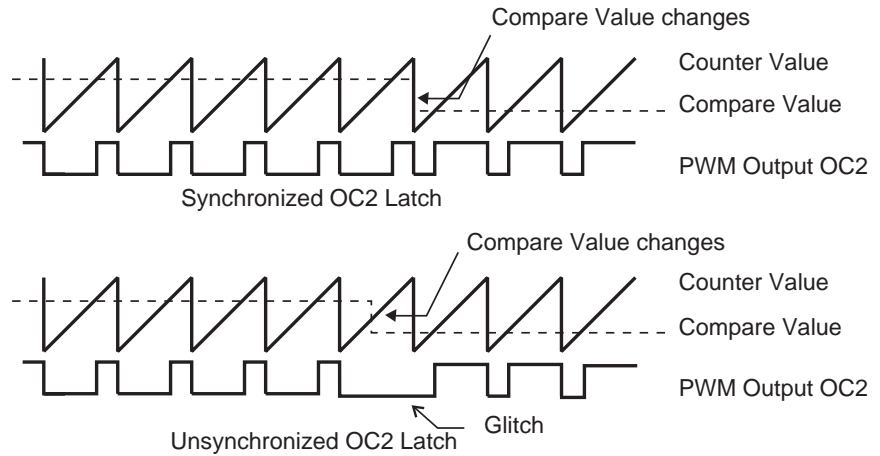 Compare Value changes
Counter Value
Compare Value
PWM Output OC2
Synchronized OC2 Latch
Compare Value changes
Counter Value
Compare Value
PWM Output OC2
Glitch
Unsynchronized OC2 Latch